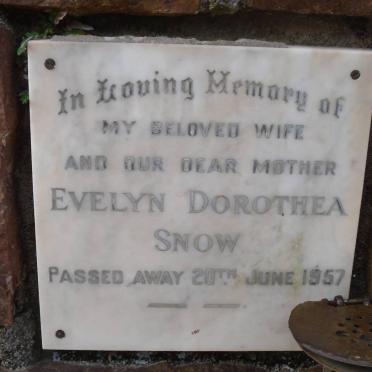 In Loving Memory of
MY BELOVED WIFE
AND OUR DEAR MOTHER
EVELYN DOROTHEA
SNOW
PASSED AWAY 20TH JUNE 1957